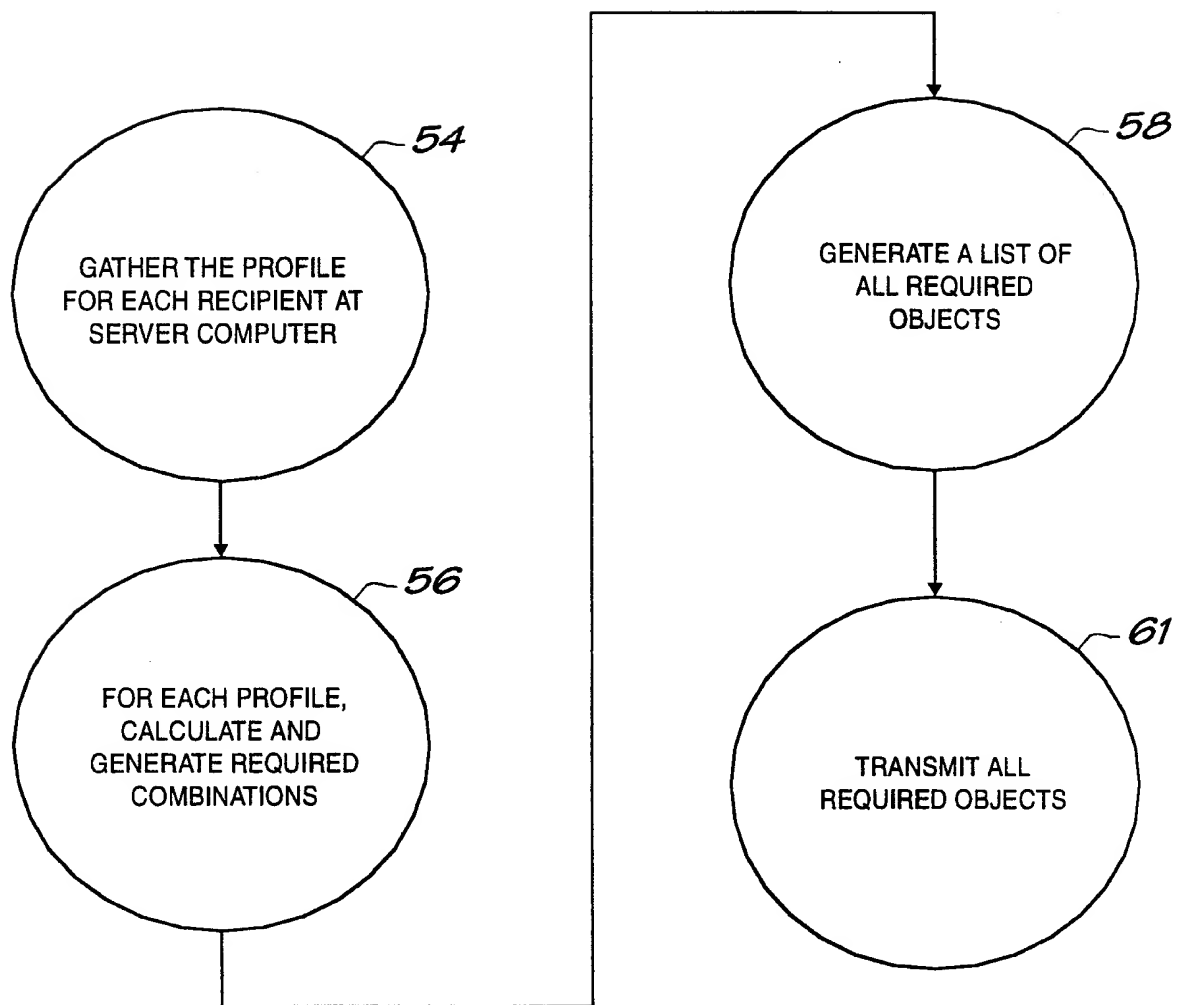 54
GATHER THE PROFILE
FOR EACH RECIPIENT AT
SERVER COMPUTER
56
FOR EACH PROFILE,
CALCULATE AND
GENERATE REQUIRED
COMBINATIONS
58
GENERATE A LIST OF
ALL REQUIRED
OBJECTS
61
TRANSMIT ALL
REQUIRED OBJECTS